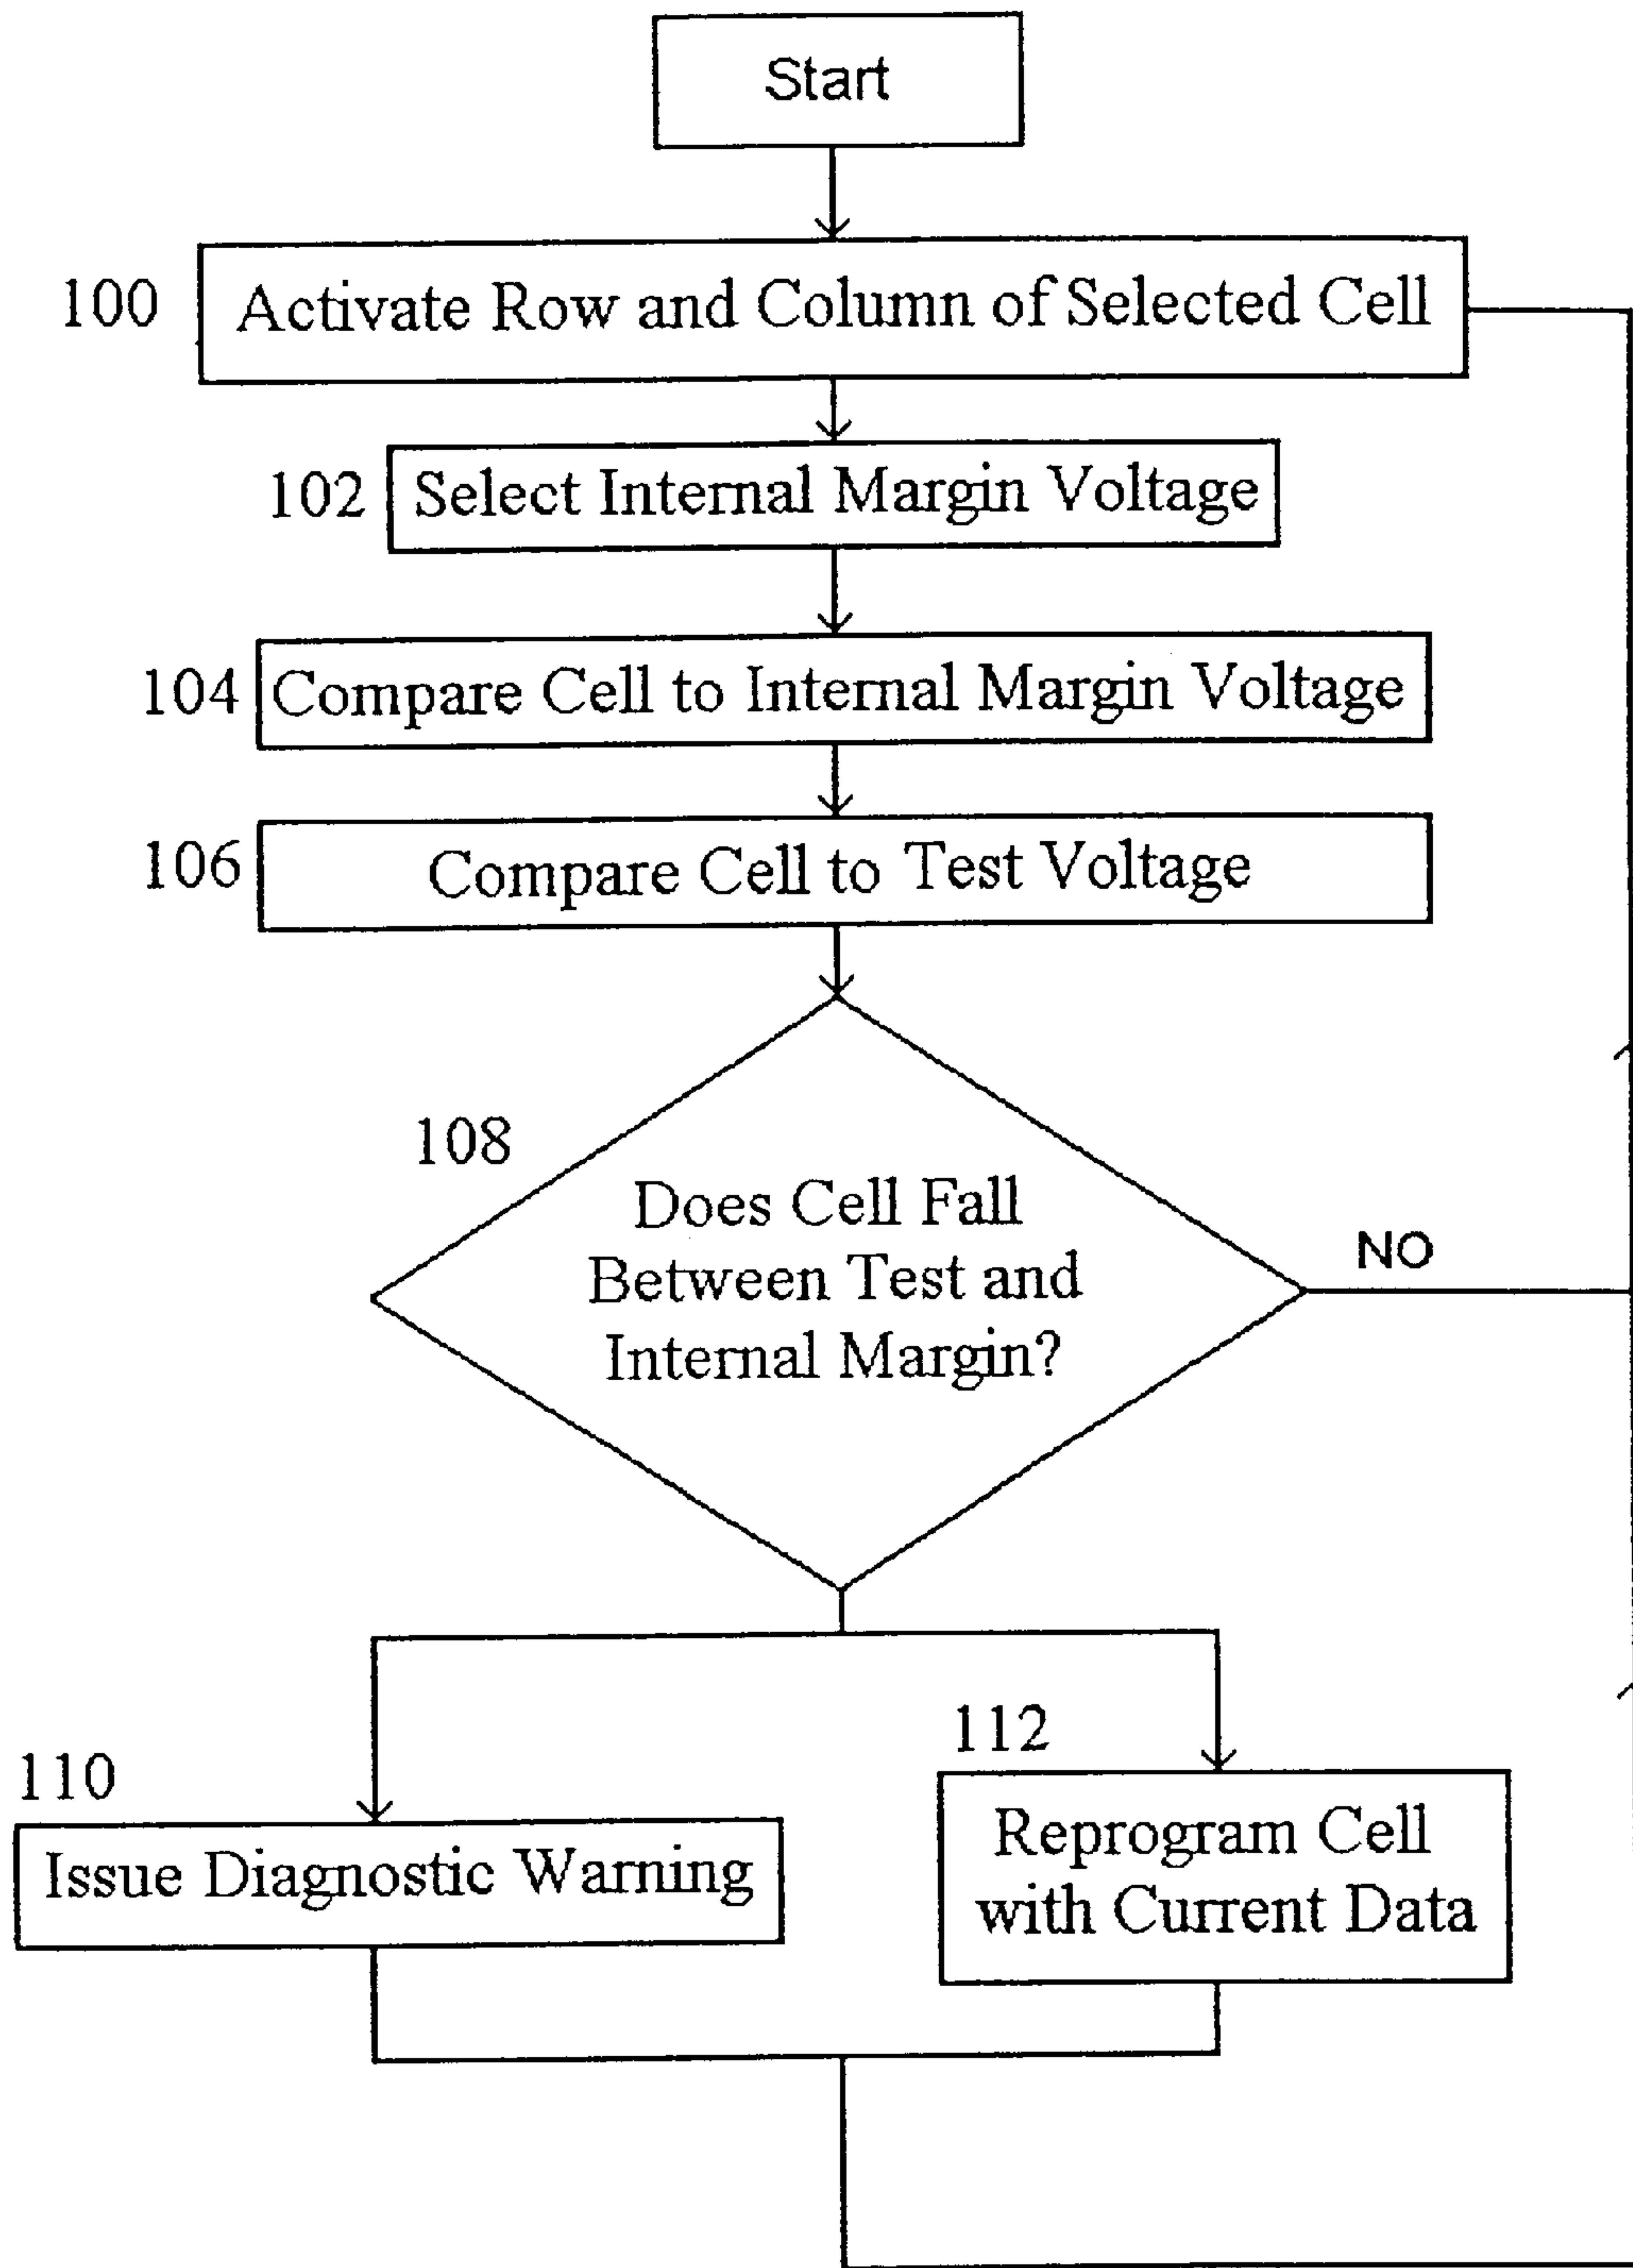 Start
100 Activate Row and Column of Selected Cell
102 Select Internal Margin Voltage
104 Compare Cell to Internal Margin Voltage
106 Compare Cell to Test Voltage
108
Does Cell Fall
Between Test and
Internal Margin?
NO
110
Issue Diagnostic Warning
112
Reprogram Cell
with Current Data